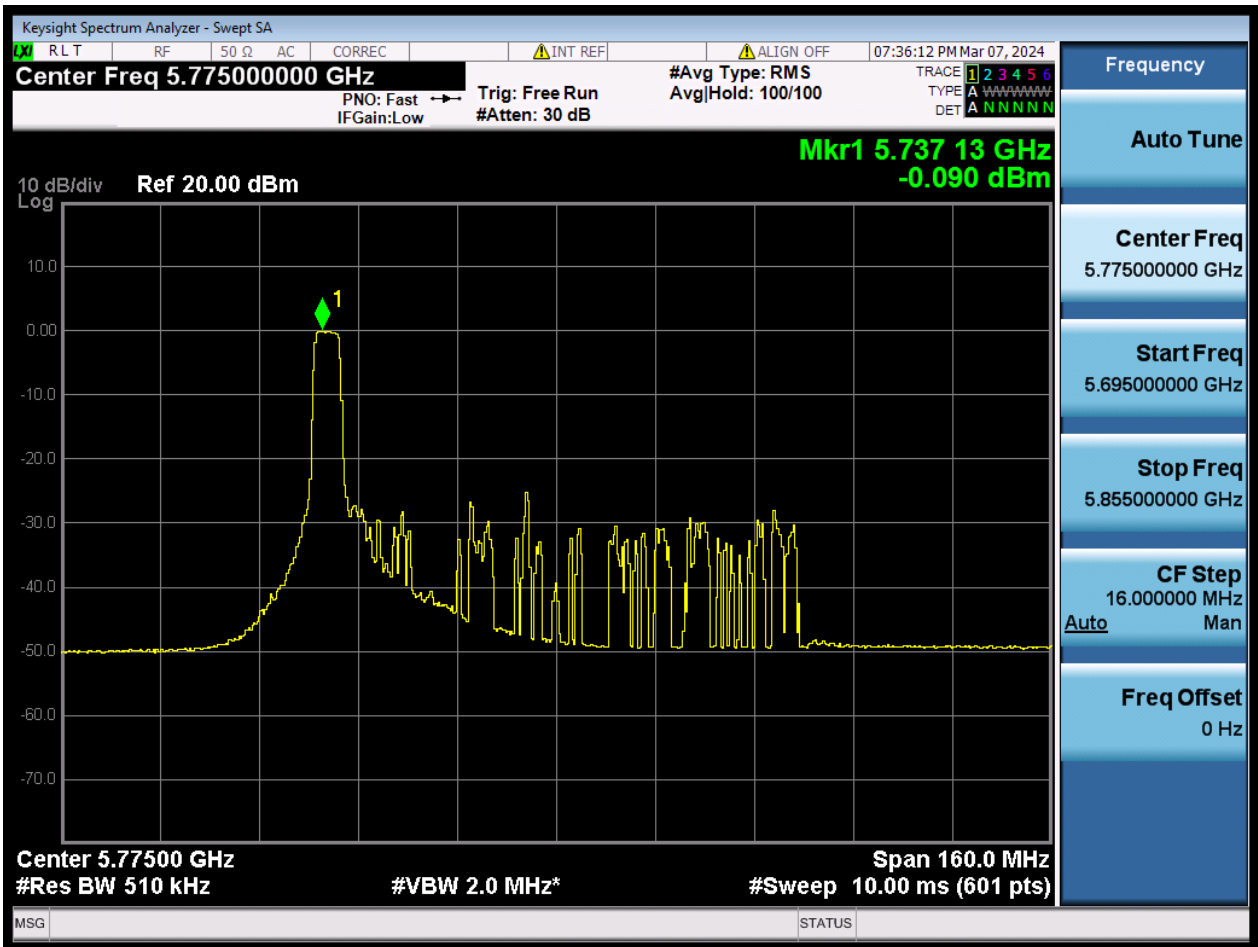 Keysight Spectrum Analyzer - Swept SA
LXI RLT RF 50 Ω AC CORREC ⚠INT REF ⚠ALIGN OFF 07:36:12 PM Mar 07, 2024
Center Freq 5.775000000 GHz
PNO: Fast
IFGain:Low
Trig: Free Run
#Atten: 30 dB
#Avg Type: RMS
Avg|Hold: 100/100
TRACE 1 2 3 4 5 6
TYPE A WWWWW
DET A N N N N N
Mkr1 5.737 13 GHz
-0.090 dBm
10 dB/div Ref 20.00 dBm
Log
10.0
0.00
-10.0
-20.0
-30.0
-40.0
-50.0
-60.0
-70.0
1
Center 5.77500 GHz Span 160.0 MHz
#Res BW 510 kHz #VBW 2.0 MHz* #Sweep 10.00 ms (601 pts)
MSG STATUS
Frequency
Auto Tune
Center Freq
5.775000000 GHz
Start Freq
5.695000000 GHz
Stop Freq
5.855000000 GHz
CF Step
16.000000 MHz
Auto Man
Freq Offset
0 Hz